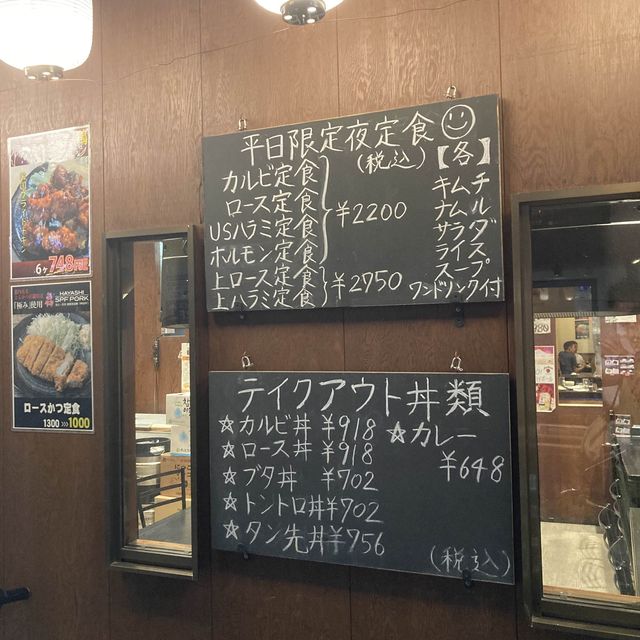 平日限定夜定食
(税込)【各】
カルビ定食
ロース定食
USハラミ定食
ホルモン定食
¥2200
上ロース定食
上ハラミ定食
¥2750
キムチ
ナムル
サラダ
ライス
スープ
ワンドリンク付
テイクアウト丼類
☆カルビ丼 ¥918
☆ロース丼 ¥918
☆ブタ丼 ¥702
☆トントロ丼¥702
☆タン先丼¥756
☆カレー
¥648
(税込)
6ヶ748円
HAYASHI
SPF PORK
「極み」使用
ロースかつ定食
1300>>>1000